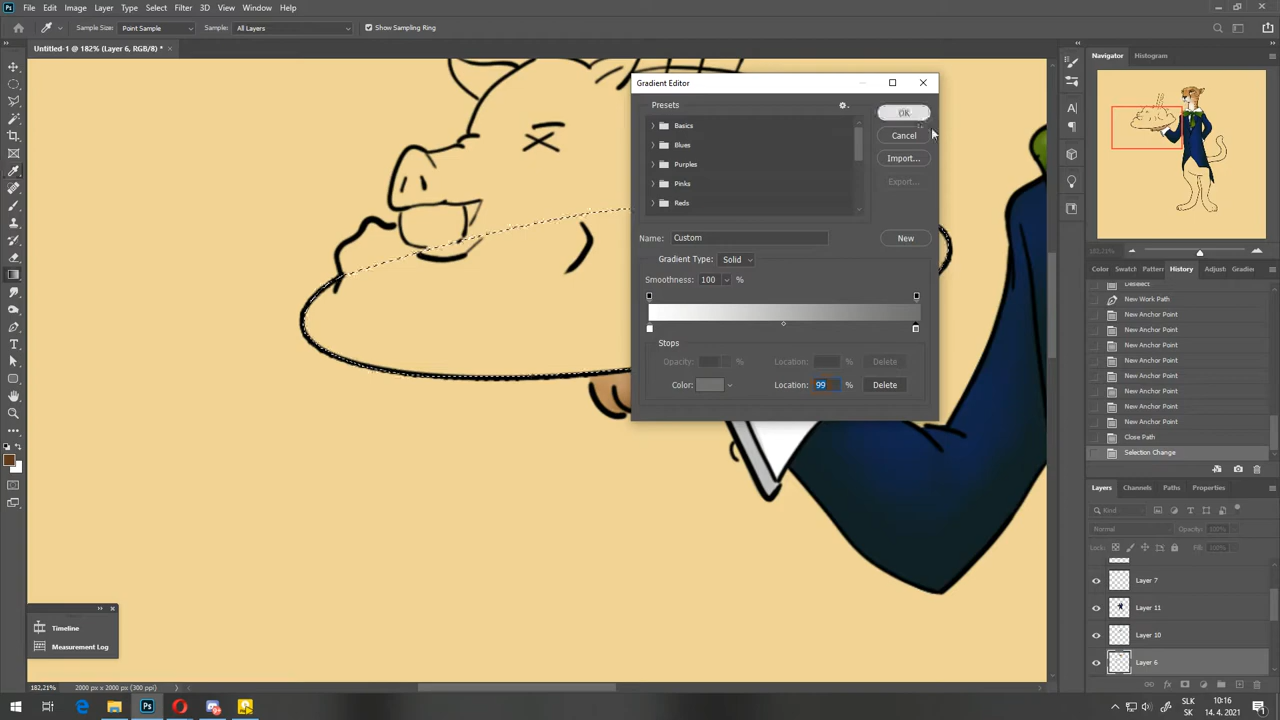 File Edit Image Layer Type Select Filter 3D View Window Help
Sample Size: Point Sample Sample: All Layers Show Sampling Ring
Untitled-1 @ 182% (Layer 6, RGB/8) * ×
Gradient Editor
Presets
Basics
Blues
Purples
Pinks
Reds
OK
Cancel
Import...
Export...
Name: Custom
New
Gradient Type: Solid
Smoothness: 100 %
Stops
Opacity: % Location: % Delete
Color: Location: 99 % Delete
Navigator Histogram
182,21%
Color Swatch Pattern History Adjust Gradien
Deselect
New Work Path
New Anchor Point
New Anchor Point
New Anchor Point
New Anchor Point
New Anchor Point
New Anchor Point
New Anchor Point
New Anchor Point
Close Path
Selection Change
Layers Channels Paths Properties
Kind
Normal Opacity: 100%
Lock: Fill: 100%
Layer 7
Layer 11
Layer 10
Layer 6
Timeline
Measurement Log
182,21% 2000 px x 2000 px (300 ppi)
SLK 10:16
SK 14. 4. 2021